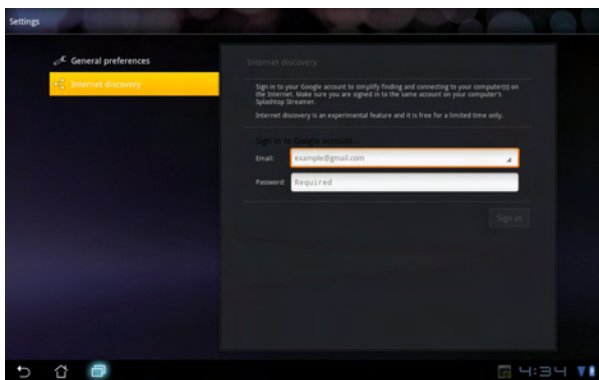 Settings
General preferences
Internet discovery
Internet discovery
Sign in to your Google account to simplify finding and connecting to your computer(s) on
the Internet. Make sure you are signed in to the same account on your computer's
Splashtop Streamer.
Internet discovery is an experimental feature and it is free for a limited time only.
Sign in to Google account...
Email: example@gmail.com
Password: Required
Sign in
4:34